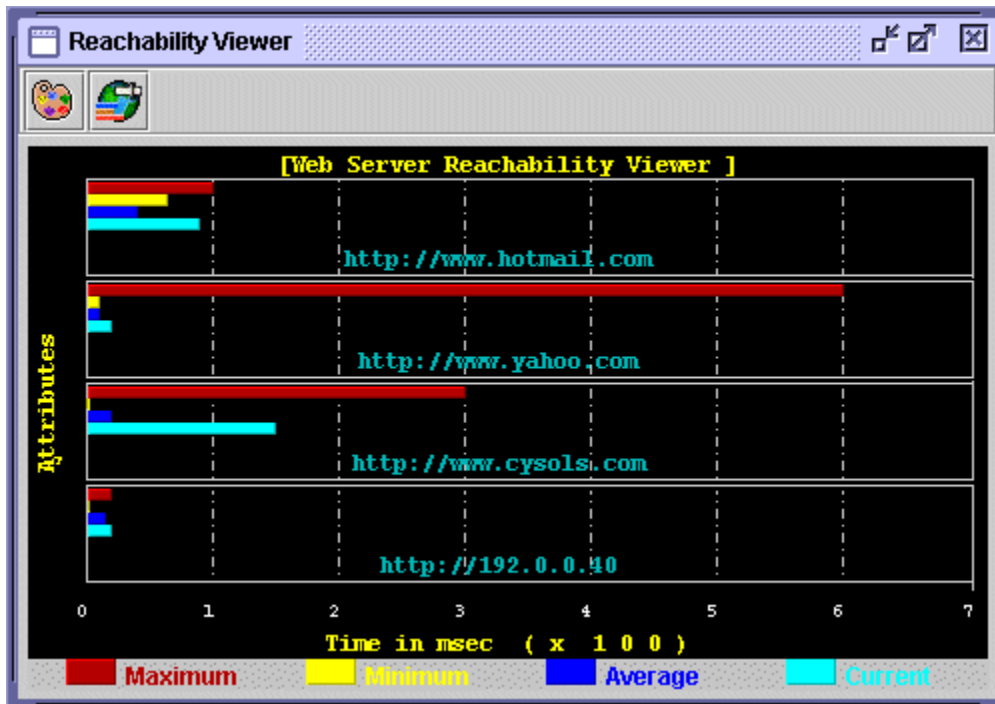 Reachability Viewer
[Web Server Reachability Viewer ]
http://www.hotmail.com
http://www.yahoo.com
http://www.cysols.com
http://192.0.0.40
Attributes
0 1 2 3 4 5 6 7
Time in msec ( x 1 0 0 )
Maximum Minimum Average Current